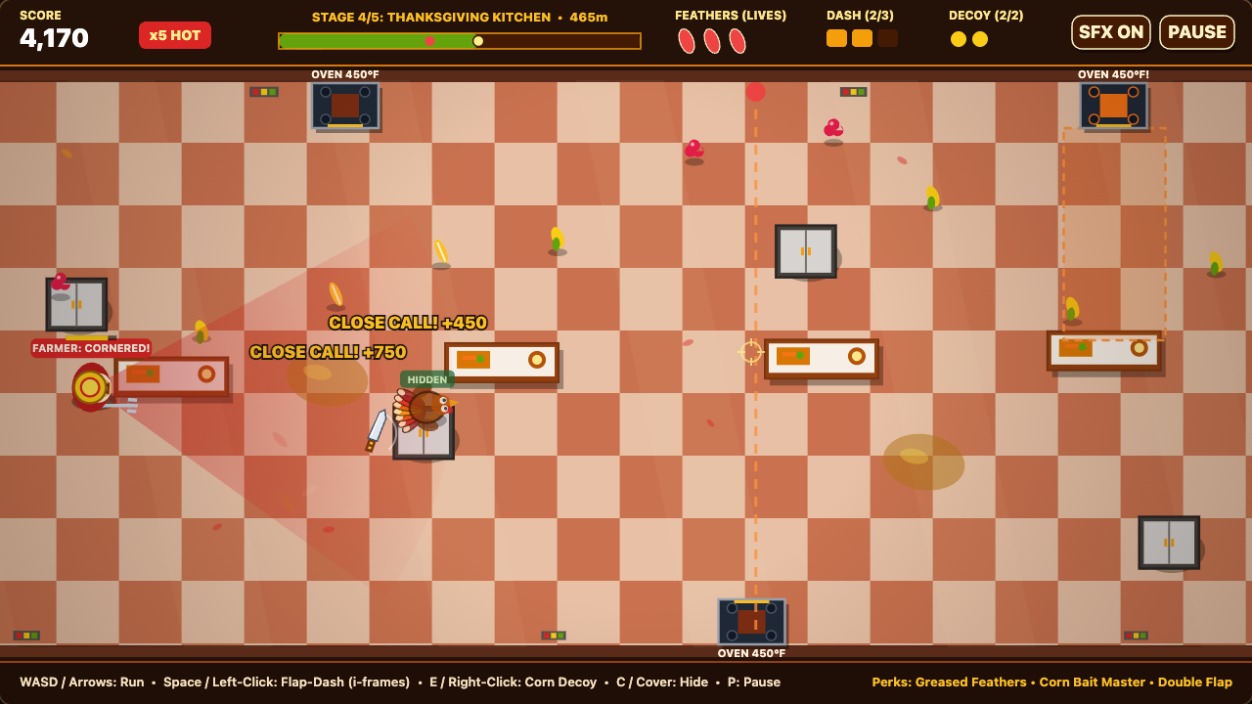 SCORE
4,170
x5 HOT
STAGE 4/5: THANKSGIVING KITCHEN • 465m
FEATHERS (LIVES)
DASH (2/3)
DECOY (2/2)
SFX ON
PAUSE
OVEN 450°F
OVEN 450°F!
CLOSE CALL! +450
FARMER: CORNERED!
CLOSE CALL! +750
HIDDEN
OVEN 450°F
WASD / Arrows: Run • Space / Left-Click: Flap-Dash (i-frames) • E / Right-Click: Corn Decoy • C / Cover: Hide • P: Pause
Perks: Greased Feathers • Corn Bait Master • Double Flap